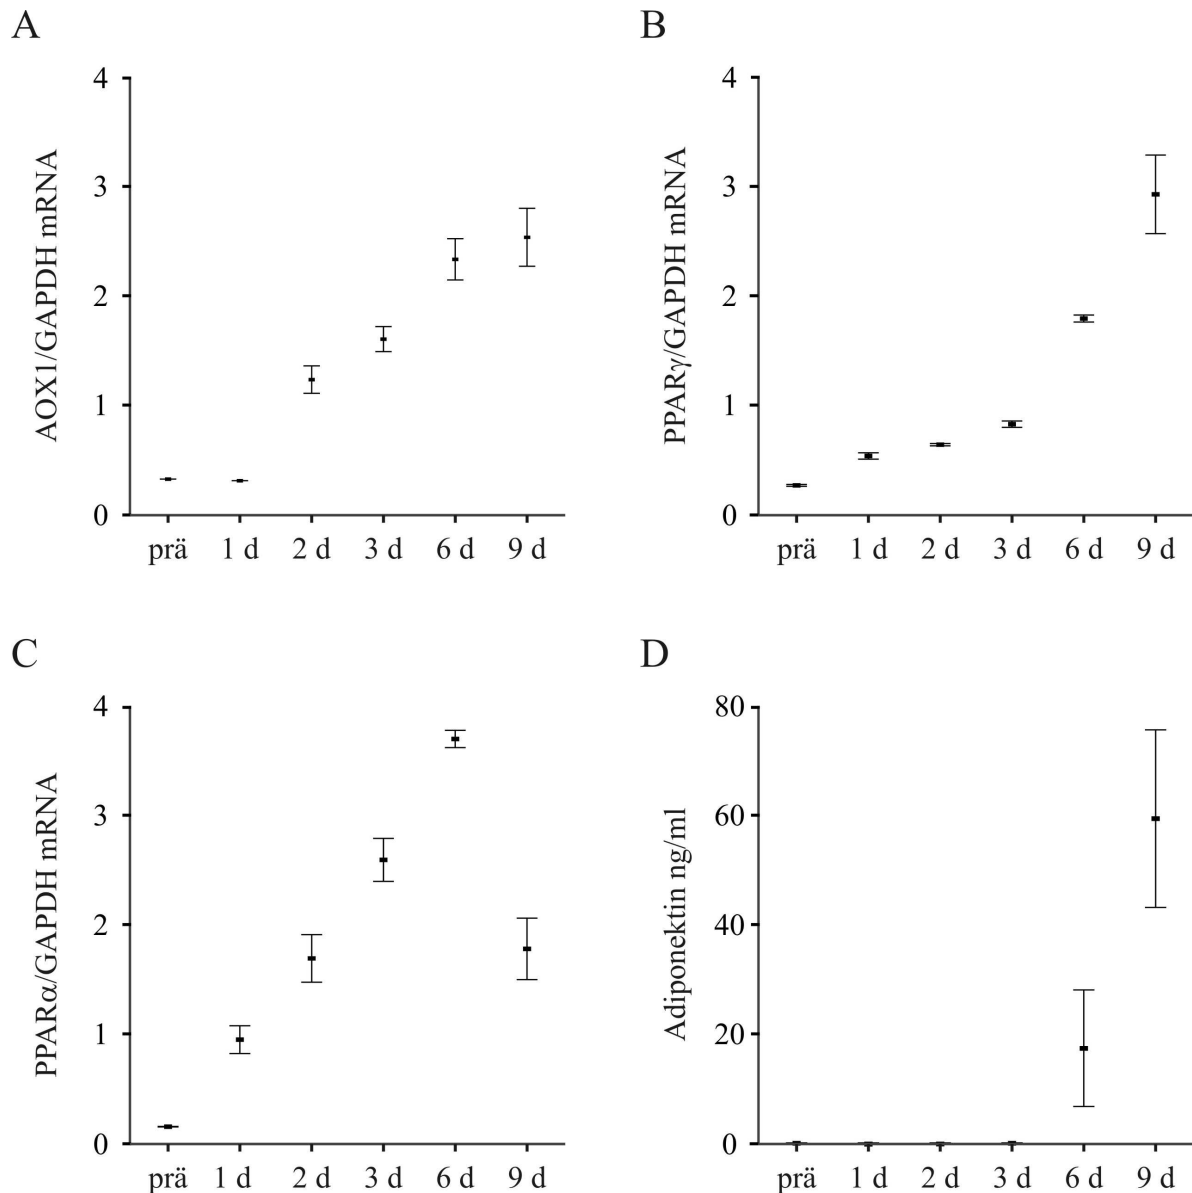 A
AOX1/GAPDH mRNA
4
3
2
1
0
prä 1 d 2 d 3 d 6 d 9 d
B
PPARγ/GAPDH mRNA
4
3
2
1
0
prä 1 d 2 d 3 d 6 d 9 d
C
PPARα/GAPDH mRNA
4
3
2
1
0
prä 1 d 2 d 3 d 6 d 9 d
D
Adiponektin ng/ml
80
60
40
20
0
prä 1 d 2 d 3 d 6 d 9 d